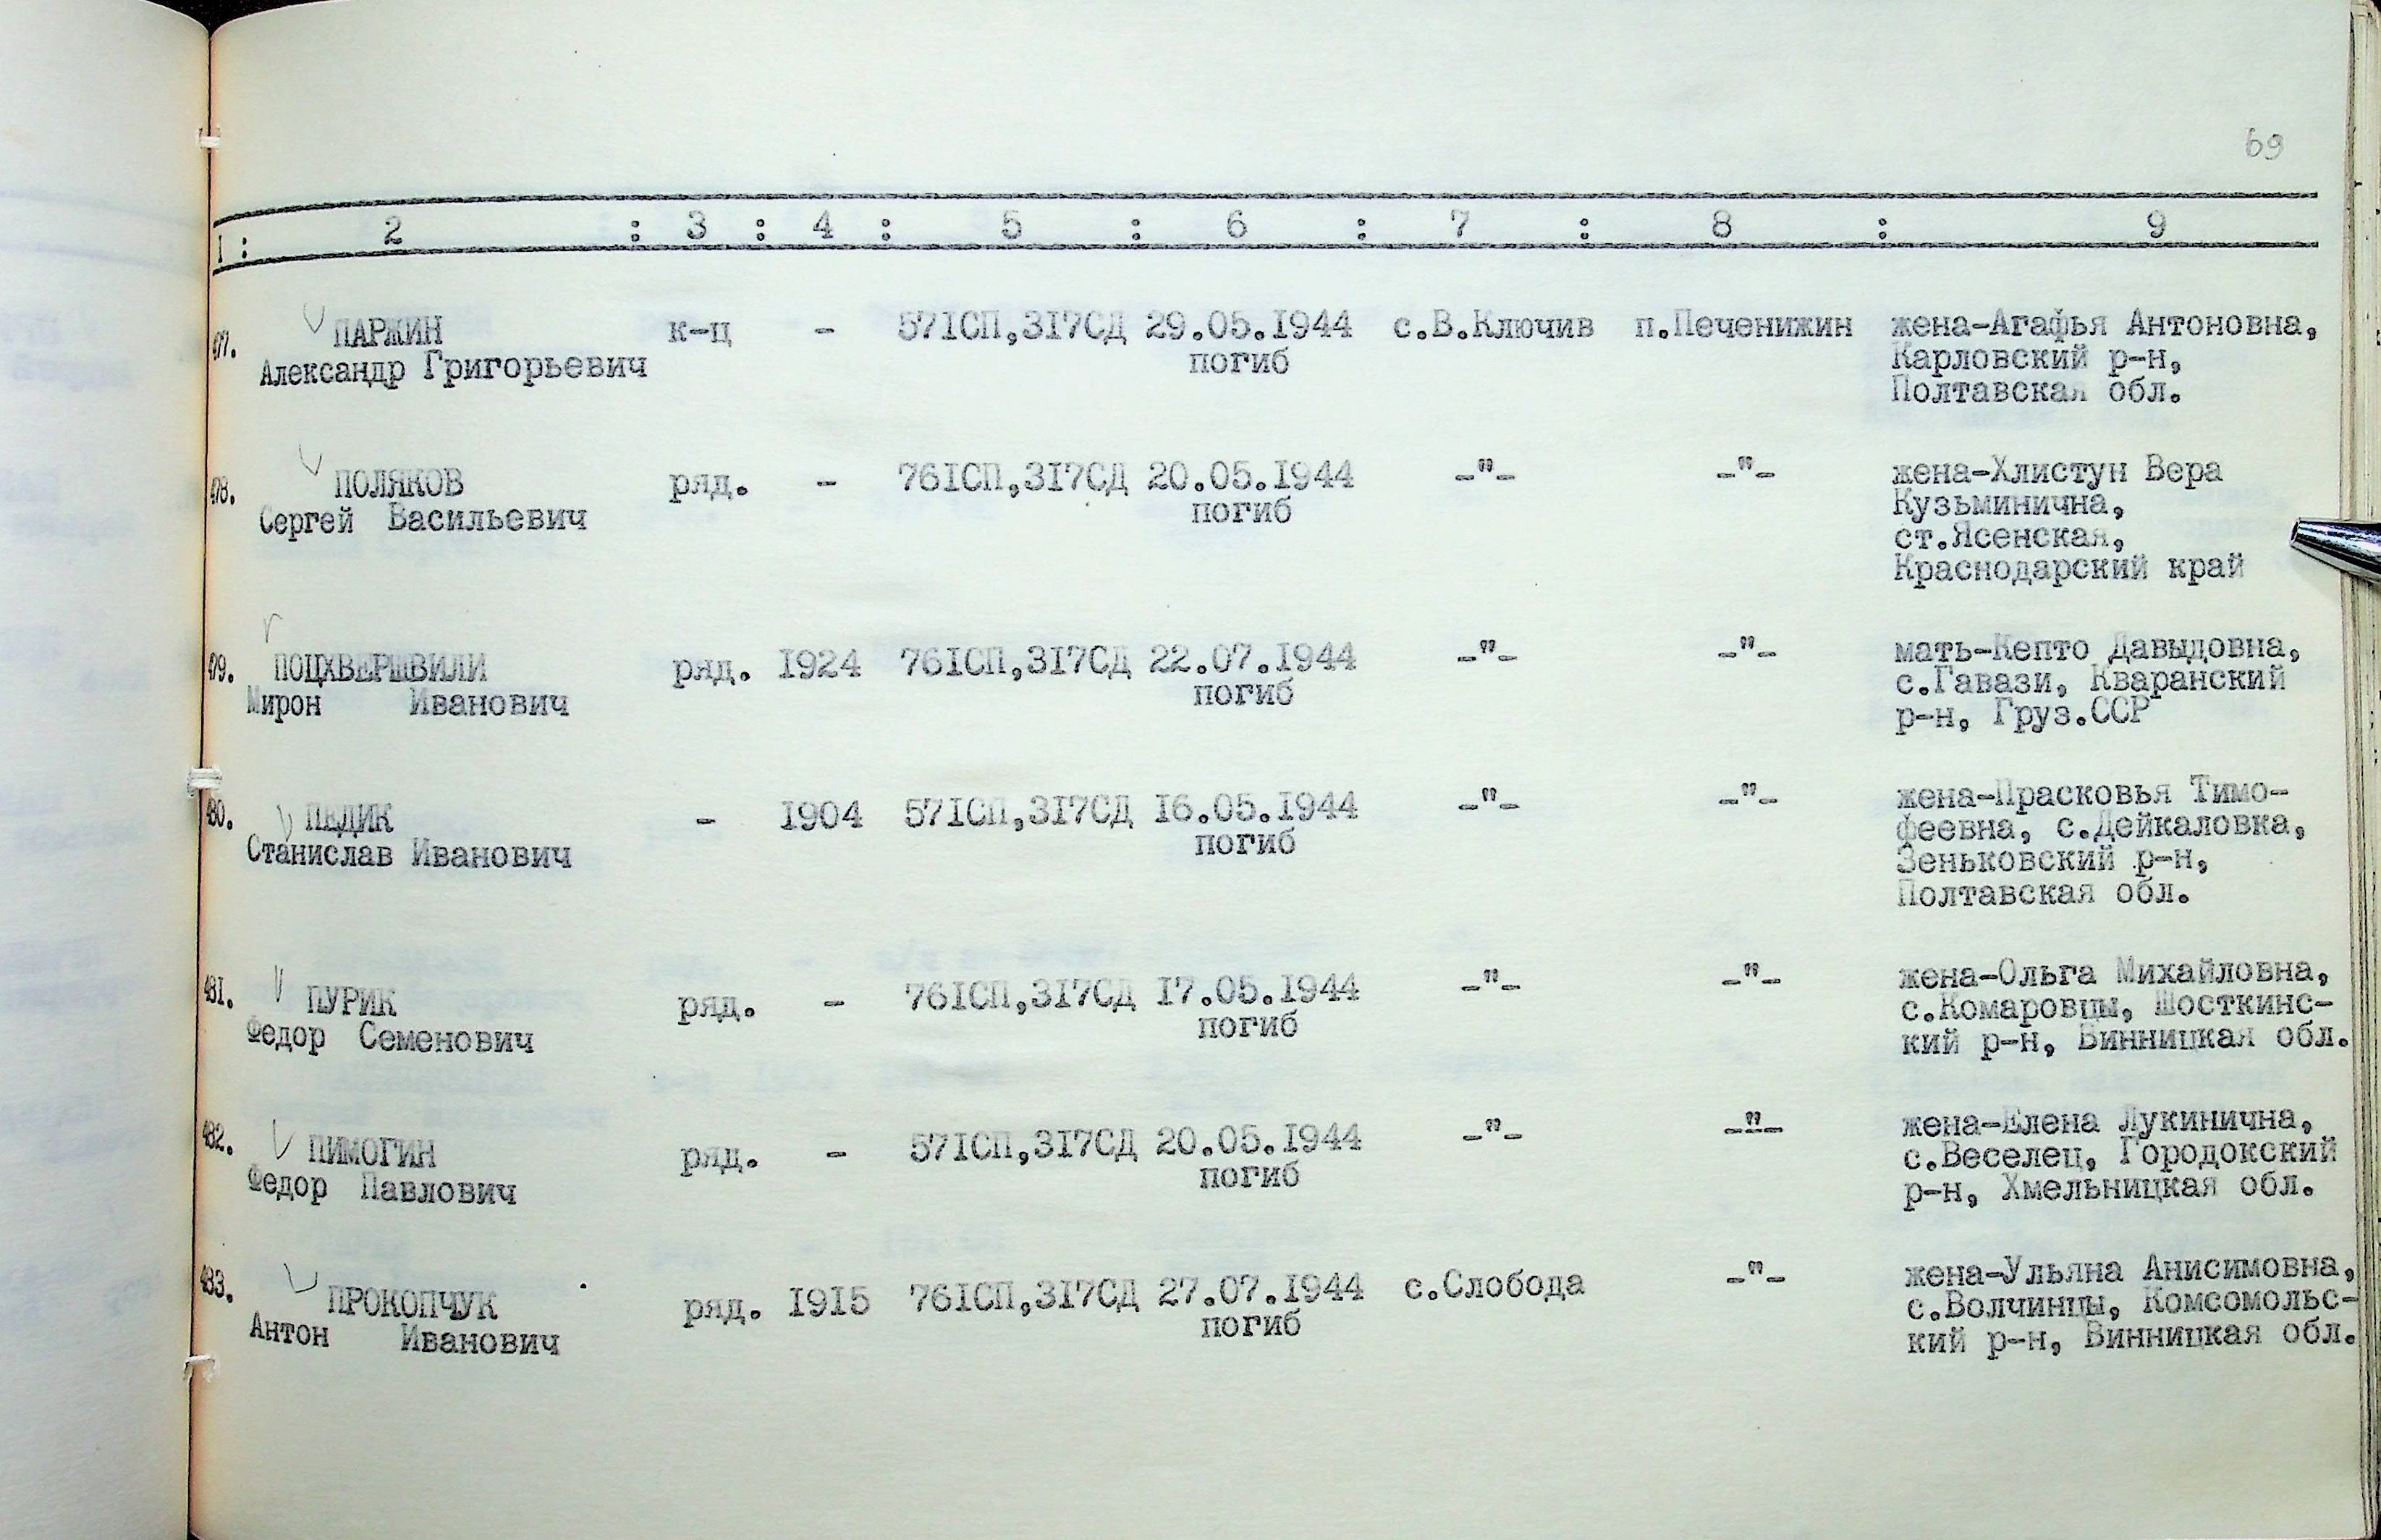 69
1 : 2 : 3 : 4 : 5 : 6 : 7 : 8 : 9
477. ПАРЖИН к-ц - 571СП,317СД 29.05.1944 с.В.Ключив п.Печенижин жена-Агафья Антоновна,
Александр Григорьевич погиб Карловский р-н,
Полтавская обл.
478. ПОЛЯКОВ ряд. - 761СП,317СД 20.05.1944 -"- -"- жена-Хлистун Вера
Сергей Васильевич погиб Кузьминична,
ст.Ясенская,
Краснодарский край
479. ПОЦХВЕРШВИЛИ ряд. 1924 761СП,317СД 22.07.1944 -"- -"- мать-Кепто Давыдовна,
Мирон Иванович погиб с.Гавази, Кваранский
р-н, Груз.ССР
480. ПЕДИК - 1904 571СП,317СД 16.05.1944 -"- -"- жена-Прасковья Тимо-
Станислав Иванович погиб феевна, с.Дейкаловка,
Зеньковский р-н,
Полтавская обл.
481. ПУРИК ряд. - 761СП,317СД 17.05.1944 -"- -"- жена-Ольга Михайловна,
Федор Семенович погиб с.Комаровцы, Шосткинс-
кий р-н, Винницкая обл.
482. ПИМОГИН ряд. - 571СП,317СД 20.05.1944 -"- -"- жена-Елена Лукинична,
Федор Павлович погиб с.Веселец, Городокский
р-н, Хмельницкая обл.
483. ПРОКОПЧУК ряд. 1915 761СП,317СД 27.07.1944 с.Слобода -"- жена-Ульяна Анисимовна,
Антон Иванович погиб с.Волчинцы, Комсомольс-
кий р-н, Винницкая обл.